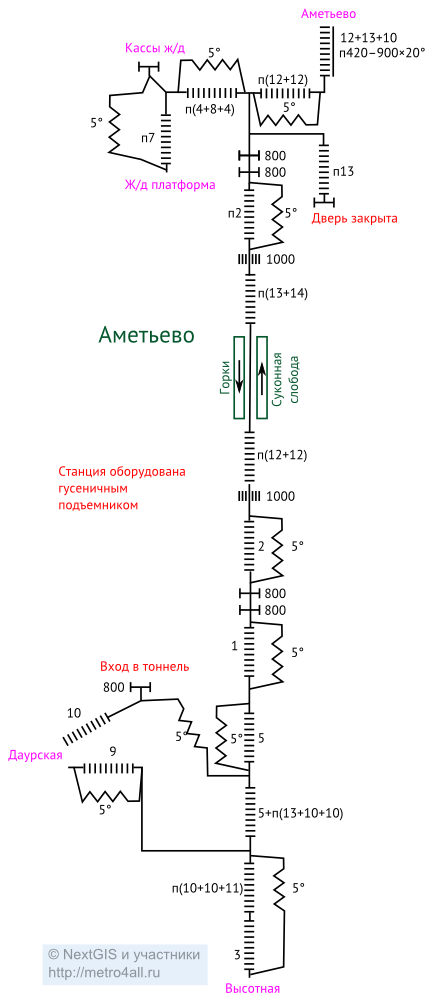 Аметьево
12+13+10
п420–900×20°
Кассы ж/д
5°
п(12+12)
п(4+8+4)
5°
5°
п7
800
800
п13
Ж/д платформа
п2
5°
Дверь закрыта
1000
п(13+14)
Аметьево
Горки
Суконная
слобода
п(12+12)
Станция оборудована
гусеничным
подъемником
1000
2
5°
800
800
1
5°
Вход в тоннель
800
10
5°
5°
5
Даурская
9
5°
5+п(13+10+10)
п(10+10+11)
5°
3
© NextGIS и участники
http://metro4all.ru
Высотная